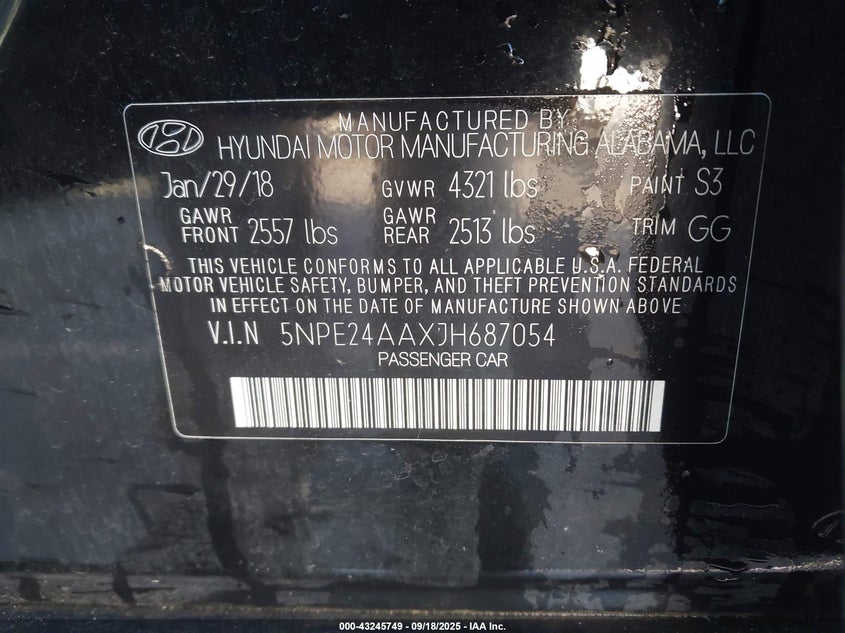 MANUFACTURED BY
HYUNDAI MOTOR MANUFACTURING ALABAMA, LLC
Jan/29/18 GVWR 4321 lbs PAINT S3
GAWR FRONT 2557 lbs GAWR REAR 2513 lbs TRIM GG
THIS VEHICLE CONFORMS TO ALL APPLICABLE U.S.A. FEDERAL
MOTOR VEHICLE SAFETY, BUMPER, AND THEFT PREVENTION STANDARDS
IN EFFECT ON THE DATE OF MANUFACTURE SHOWN ABOVE
V.I.N 5NPE24AAXJH687054
PASSENGER CAR
000-43245749 - 09/18/2025 - IAA Inc.